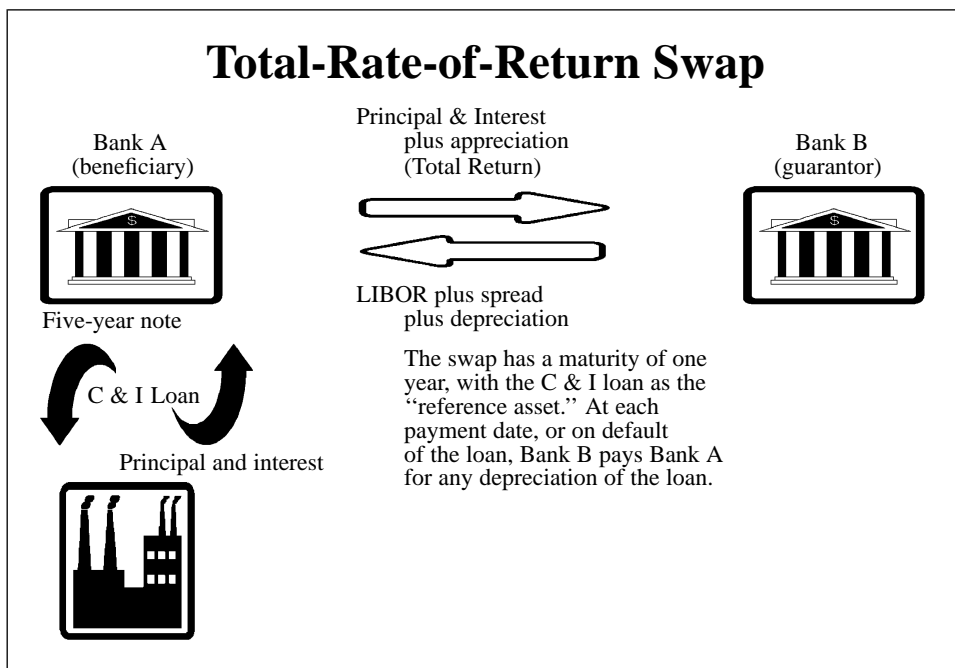 Total-Rate-of-Return Swap
Principal & Interest
plus appreciation
(Total Return)
Bank A
(beneficiary)
Bank B
(guarantor)
$
$
LIBOR plus spread
plus depreciation
Five-year note
The swap has a maturity of one
year, with the C & I loan as the
‘‘reference asset.’’ At each
payment date, or on default
of the loan, Bank B pays Bank A
for any depreciation of the loan.
C & I Loan
Principal and interest